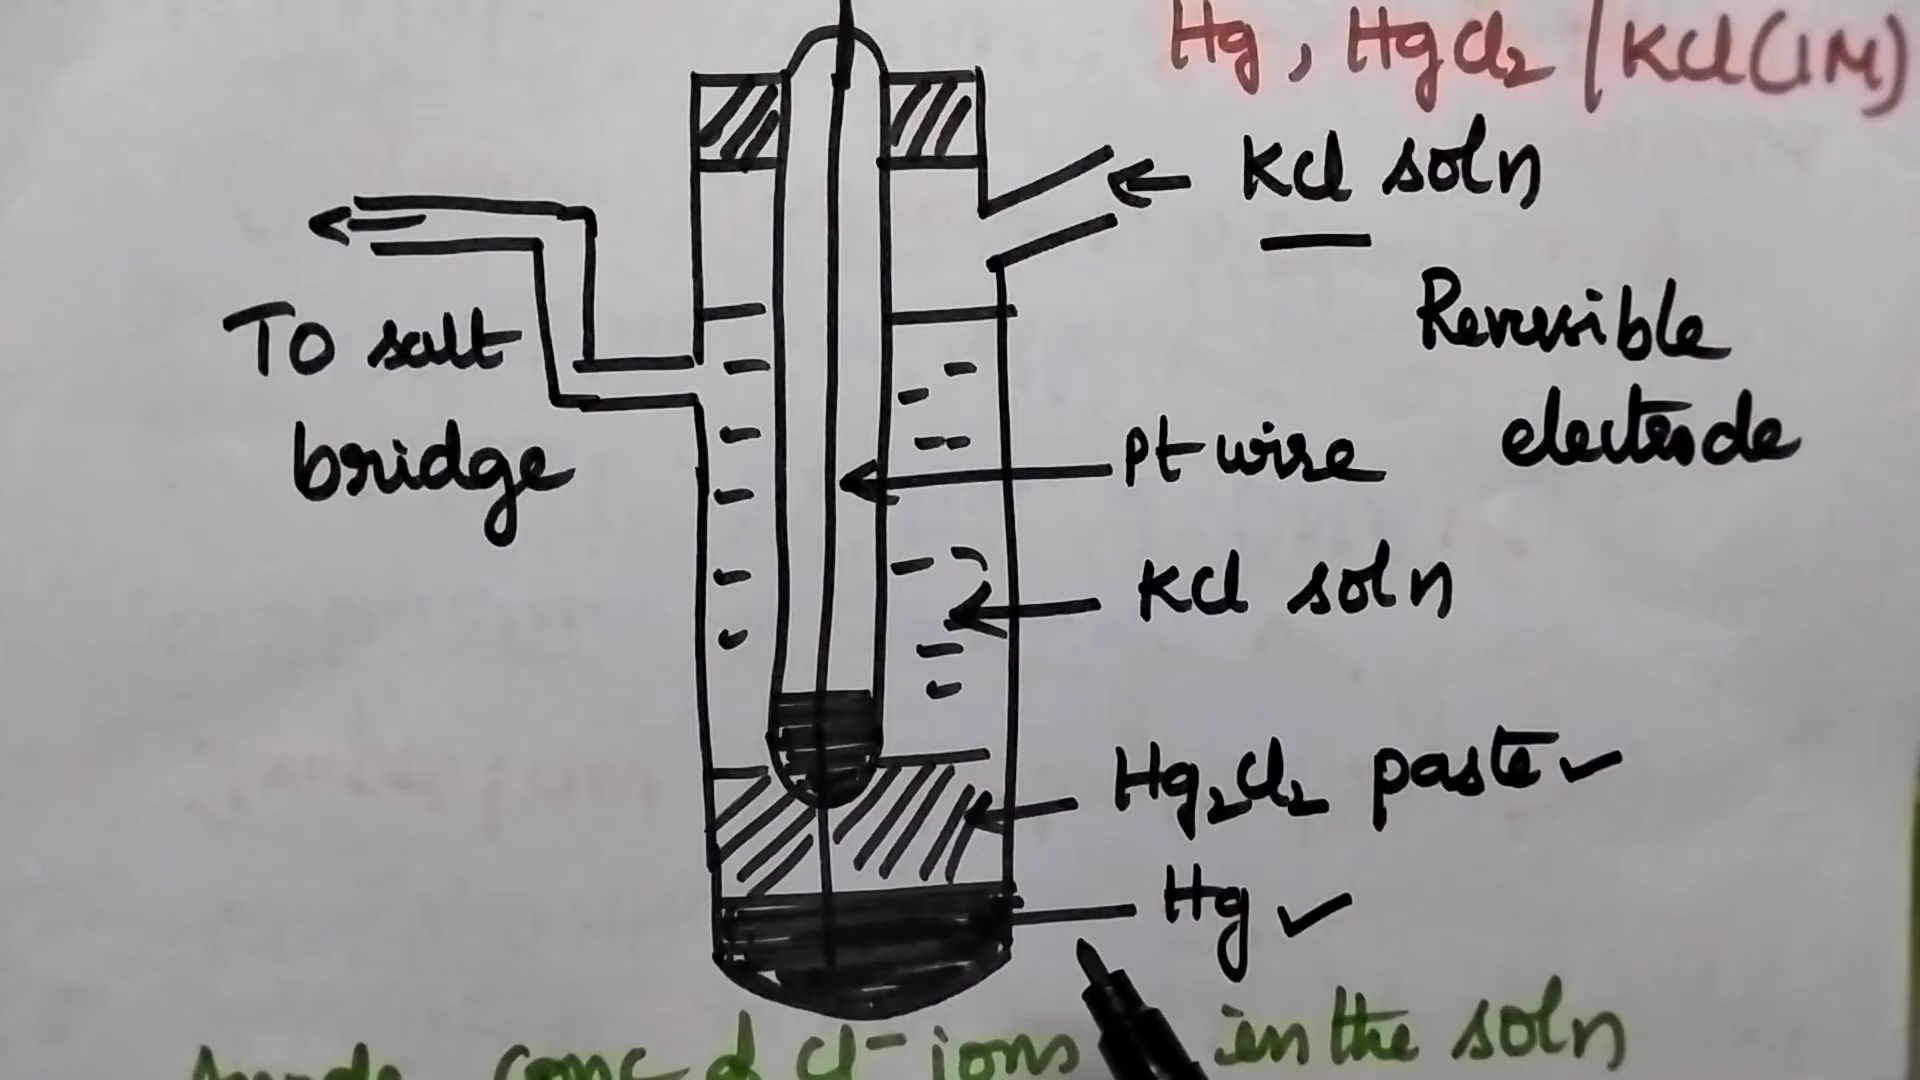 Hg, HgCl2 | KCl (1M)
KCl soln
Reversible
electrode
To salt
bridge
Pt wire
KCl soln
Hg2Cl2 paste ✓
Hg ✓
conc of Cl- ions in the soln